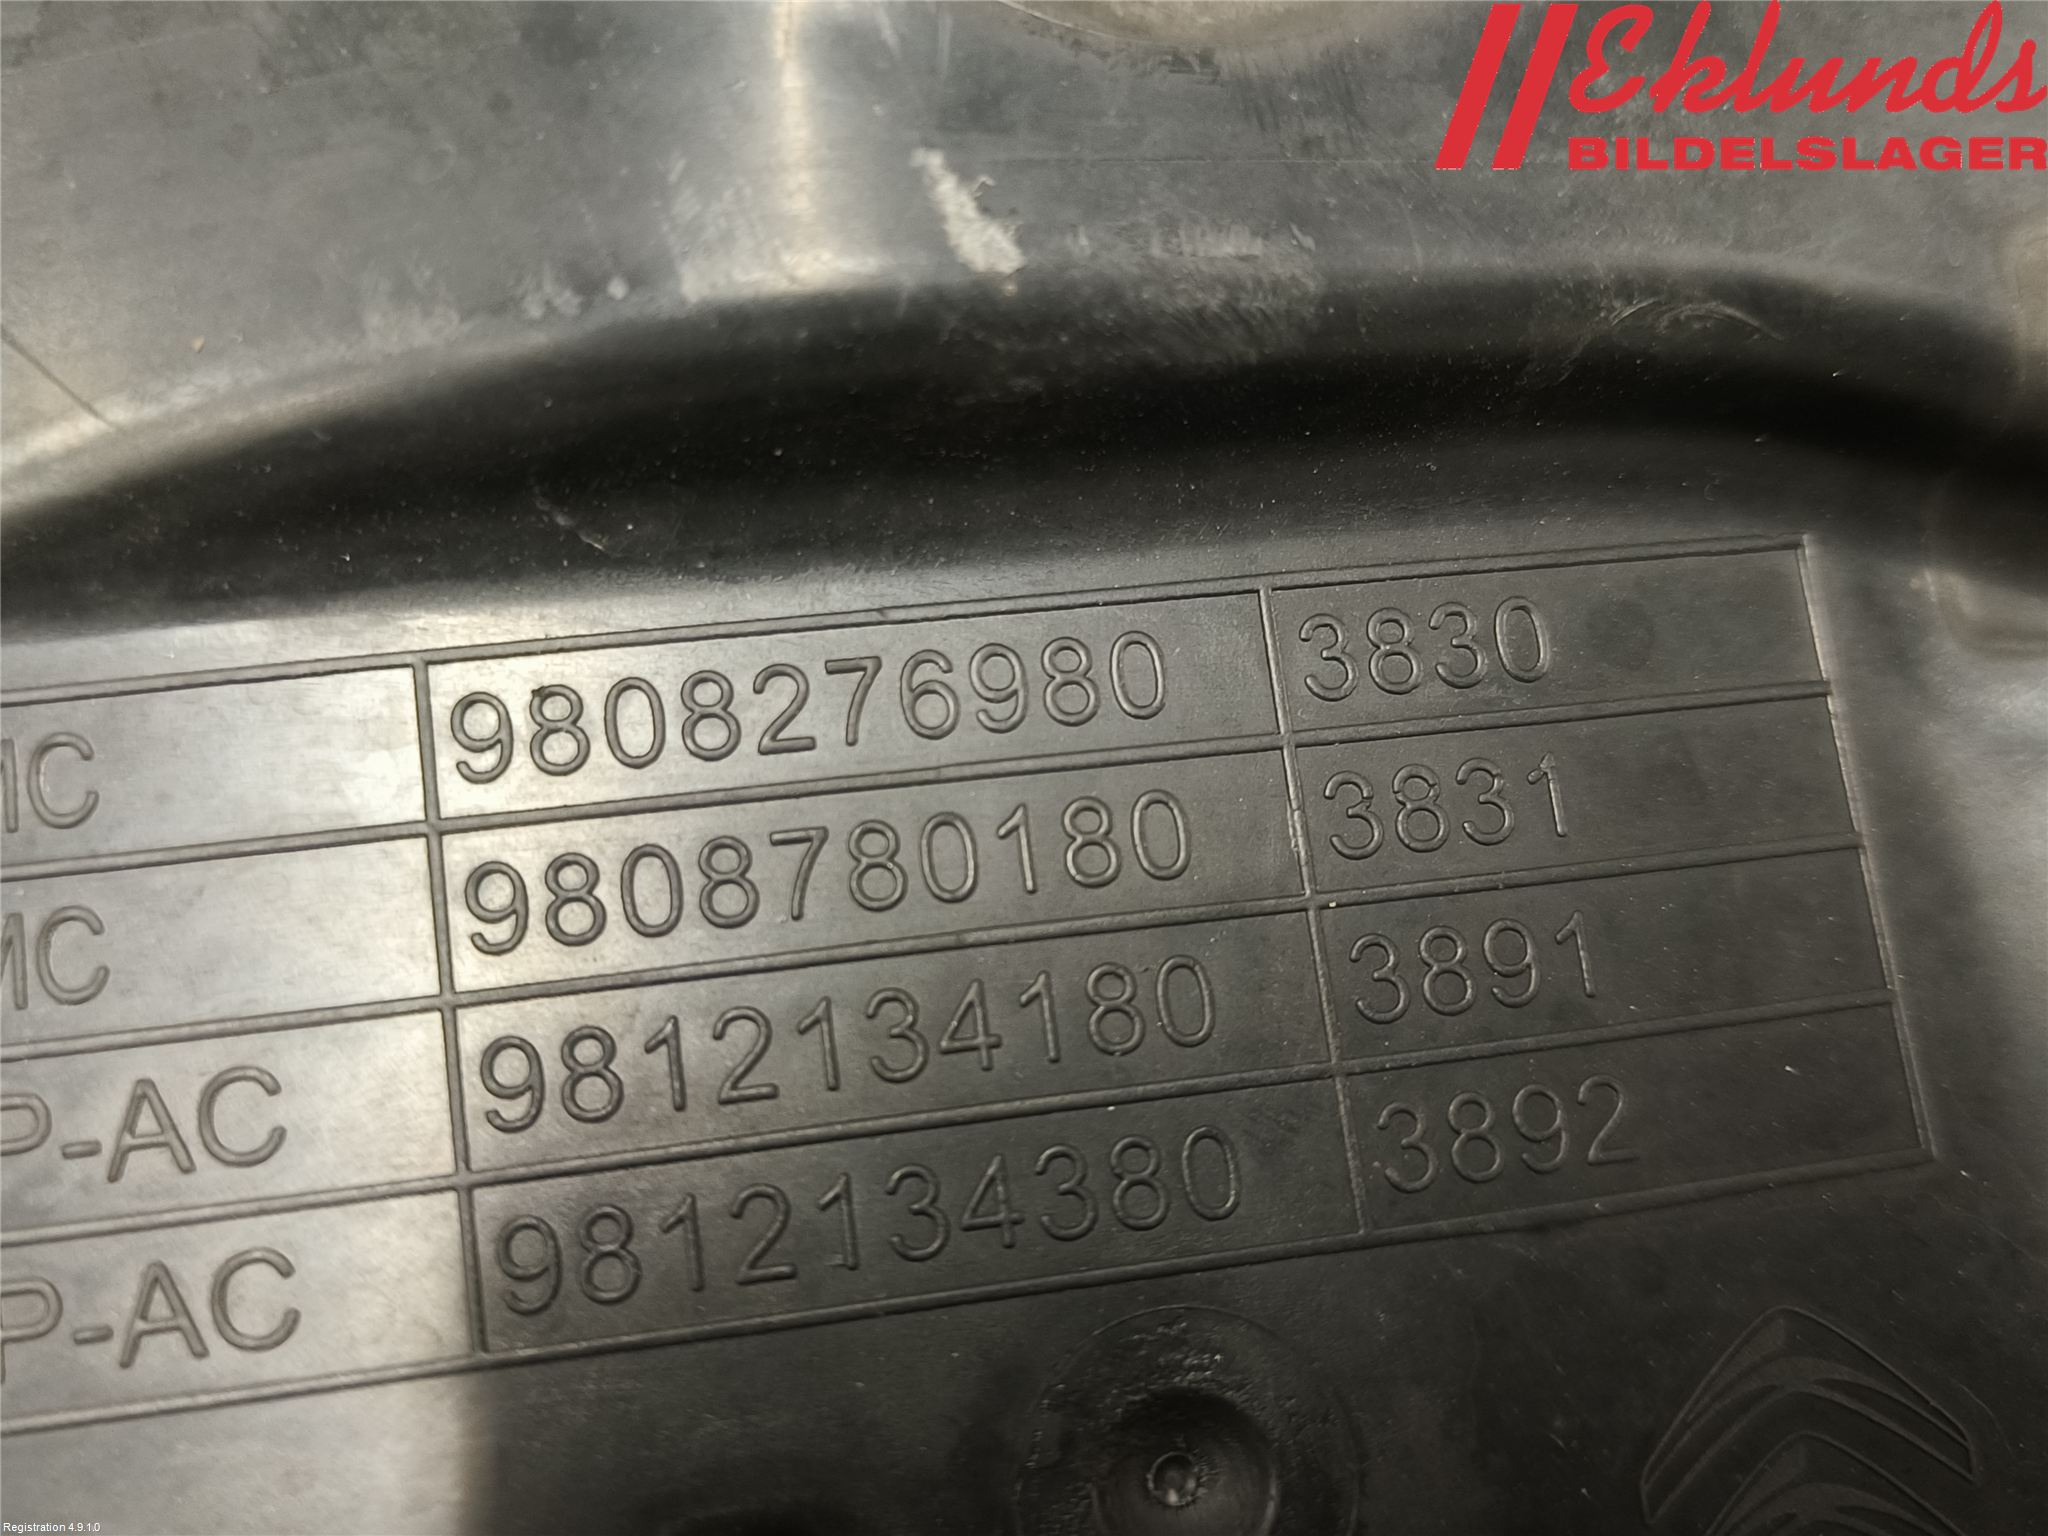 Eklunds
BILDELSLAGER
MC 9808276980 3830
MC 9808780180 3831
P-AC 9812134180 3891
P-AC 9812134380 3892
Registration 4.9.1.0